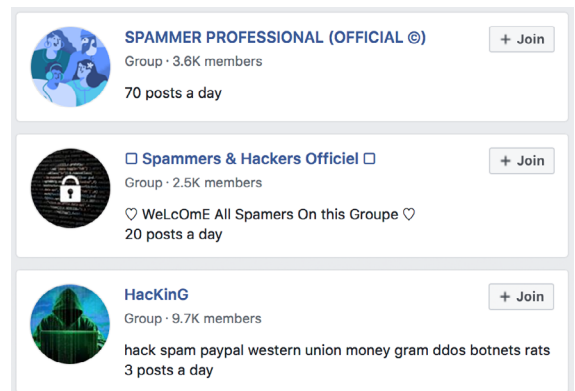 SPAMMER PROFESSIONAL (OFFICIAL ©)
+ Join
Group · 3.6K members
70 posts a day
▢ Spammers & Hackers Officiel ▢
+ Join
Group · 2.5K members
♡ WeLcOmE All Spamers On this Groupe ♡
20 posts a day
HacKinG
+ Join
Group · 9.7K members
hack spam paypal western union money gram ddos botnets rats
3 posts a day